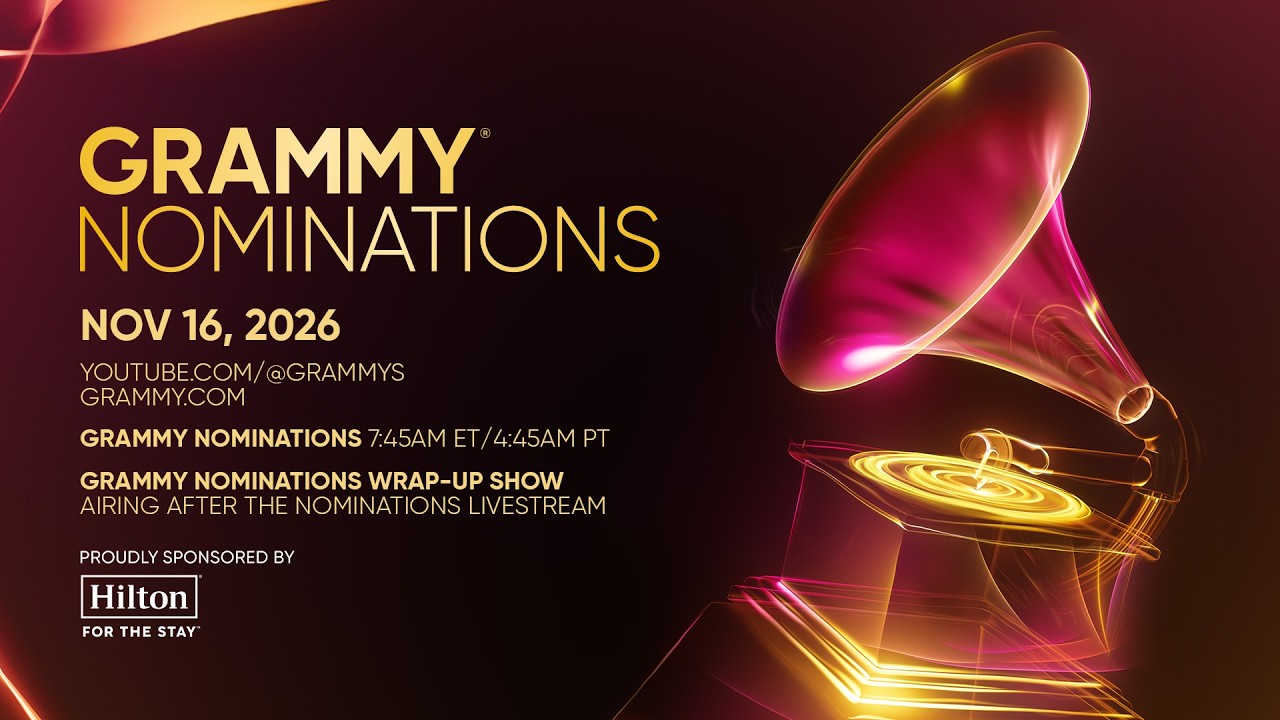 GRAMMY®
NOMINATIONS
NOV 16, 2026
YOUTUBE.COM/@GRAMMYS
GRAMMY.COM
GRAMMY NOMINATIONS 7:45AM ET/4:45AM PT
GRAMMY NOMINATIONS WRAP-UP SHOW
AIRING AFTER THE NOMINATIONS LIVESTREAM
PROUDLY SPONSORED BY
Hilton®
FOR THE STAY™